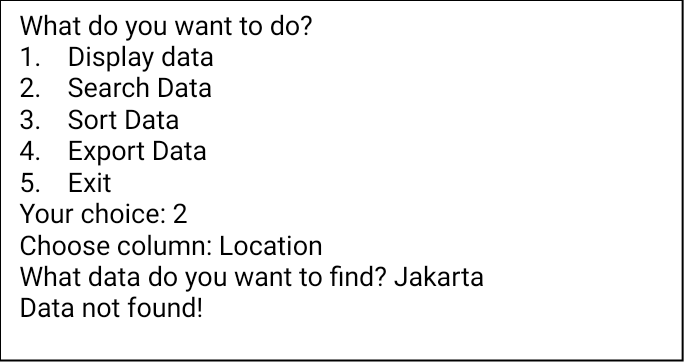 What do you want to do?
1. Display data
2. Search Data
3. Sort Data
4. Export Data
5. Exit
Your choice: 2
Choose column: Location
What data do you want to find? Jakarta
Data not found!